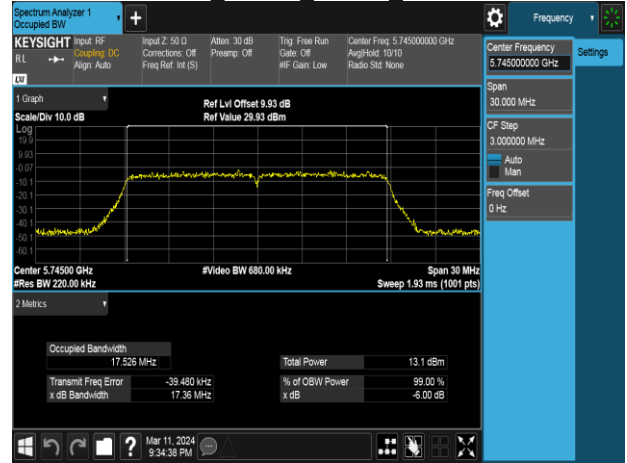 Spectrum Analyzer 1
Occupied BW
Frequency
KEYSIGHT
RL
LXI
Input: RF
Coupling: DC
Align: Auto
Input Z: 50 Ω
Corrections: Off
Freq Ref: Int (S)
Atten: 30 dB
Preamp: Off
Trig: Free Run
Gate: Off
#IF Gain: Low
Center Freq: 5.745000000 GHz
Avg|Hold: 10/10
Radio Std: None
Center Frequency
5.745000000 GHz
Settings
Span
30.000 MHz
CF Step
3.000000 MHz
Auto
Man
Freq Offset
0 Hz
1 Graph
Scale/Div 10.0 dB
Ref Lvl Offset 9.93 dB
Ref Value 29.93 dBm
Log
19.9
9.93
-0.07
-10.1
-20.1
-30.1
-40.1
-50.1
-60.1
Center 5.74500 GHz
#Video BW 680.00 kHz
Span 30 MHz
#Res BW 220.00 kHz
Sweep 1.93 ms (1001 pts)
2 Metrics
Occupied Bandwidth
17.526 MHz
Total Power 13.1 dBm
Transmit Freq Error -39.480 kHz
% of OBW Power 99.00 %
x dB Bandwidth 17.36 MHz
x dB -6.00 dB
?
Mar 11, 2024
9:34:38 PM